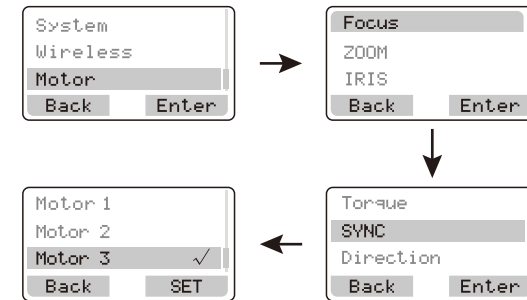 System
Wireless
Motor
Back Enter
Focus
ZOOM
IRIS
Back Enter
Torque
SYNC
Direction
Back Enter
Motor 1
Motor 2
Motor 3 ✓
Back SET